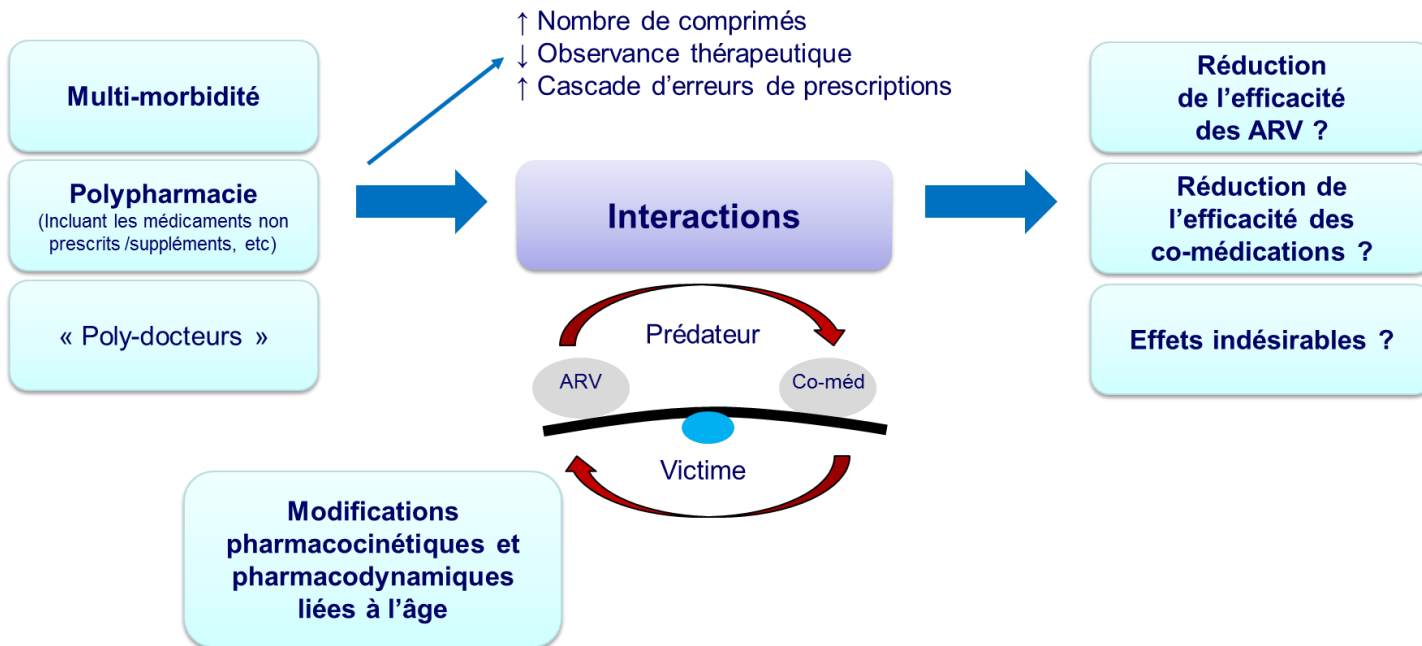 Multi-morbidité
Polypharmacie
(Incluant les médicaments non
prescrits /suppléments, etc)
« Poly-docteurs »
↑ Nombre de comprimés
↓ Observance thérapeutique
↑ Cascade d’erreurs de prescriptions
Interactions
Prédateur
ARV
Co-méd
Victime
Modifications
pharmacocinétiques et
pharmacodynamiques
liées à l’âge
Réduction
de l’efficacité
des ARV ?
Réduction de
l’efficacité des
co-médications ?
Effets indésirables ?